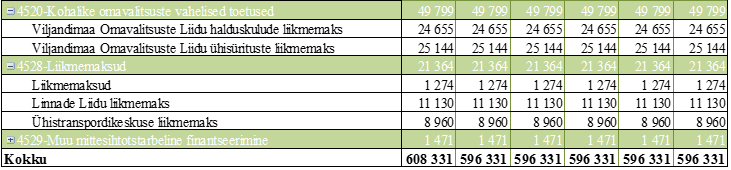 4520-Kohalike omavalitsuste vahelised toetused 49 799 49 799 49 799 49 799 49 799 49 799
Viljandimaa Omavalitsuste Liidu halduskulude liikmemaks 24 655 24 655 24 655 24 655 24 655 24 655
Viljandimaa Omavalitsuste Liidu ühisürituste liikmemaks 25 144 25 144 25 144 25 144 25 144 25 144
4528-Liikmemaksud 21 364 21 364 21 364 21 364 21 364 21 364
Liikmemaksud 1 274 1 274 1 274 1 274 1 274 1 274
Linnade Liidu liikmemaks 11 130 11 130 11 130 11 130 11 130 11 130
Ühistranspordikeskuse liikmemaks 8 960 8 960 8 960 8 960 8 960 8 960
4529-Muu mittesihtotstarbeline finantseerimine 1 471 1 471 1 471 1 471 1 471 1 471
Kokku 608 331 596 331 596 331 596 331 596 331 596 331